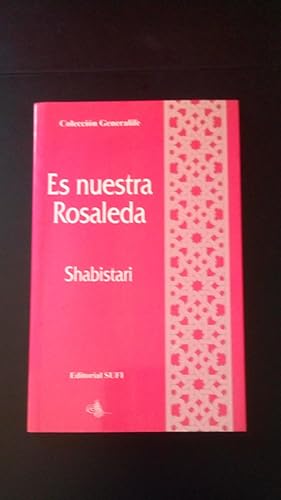 Colección Generalife
Es nuestra
Rosaleda
Shabistari
Editorial SUFI